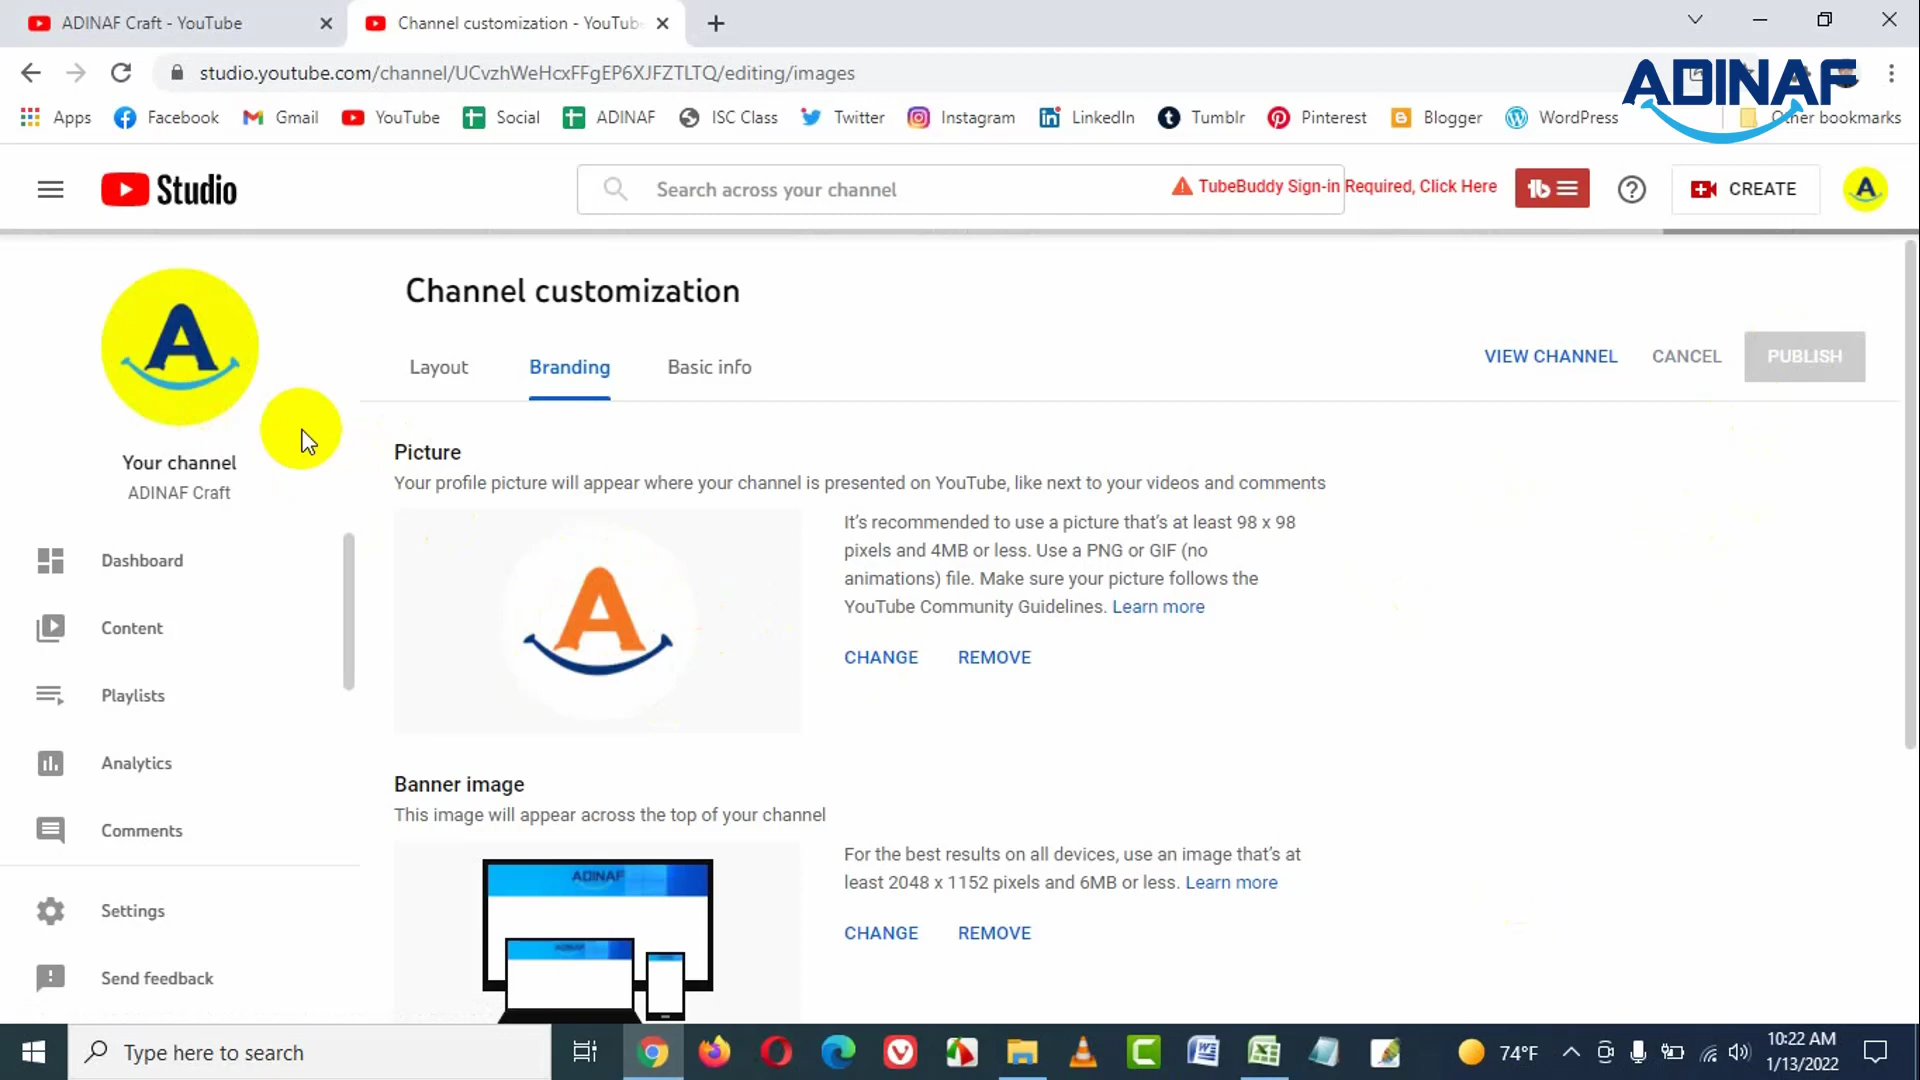 ADINAF Craft - YouTube
Channel customization - YouTub
studio.youtube.com/channel/UCvzhWeHcxFFgEP6XJFZTLTQ/editing/images
ADINAF
Apps
Facebook
Gmail
YouTube
Social
ADINAF
ISC Class
Twitter
Instagram
LinkedIn
Tumblr
Pinterest
Blogger
WordPress
Other bookmarks
Studio
Search across your channel
TubeBuddy Sign-in Required, Click Here
CREATE
A
A
Your channel
ADINAF Craft
Dashboard
Content
Playlists
Analytics
Comments
Settings
Send feedback
Channel customization
Layout
Branding
Basic info
VIEW CHANNEL
CANCEL
PUBLISH
Picture
Your profile picture will appear where your channel is presented on YouTube, like next to your videos and comments
A
It's recommended to use a picture that's at least 98 x 98
pixels and 4MB or less. Use a PNG or GIF (no
animations) file. Make sure your picture follows the
YouTube Community Guidelines. Learn more
CHANGE
REMOVE
Banner image
This image will appear across the top of your channel
ADINAF
ADINAF
For the best results on all devices, use an image that's at
least 2048 x 1152 pixels and 6MB or less. Learn more
CHANGE
REMOVE
Type here to search
74°F
10:22 AM
1/13/2022